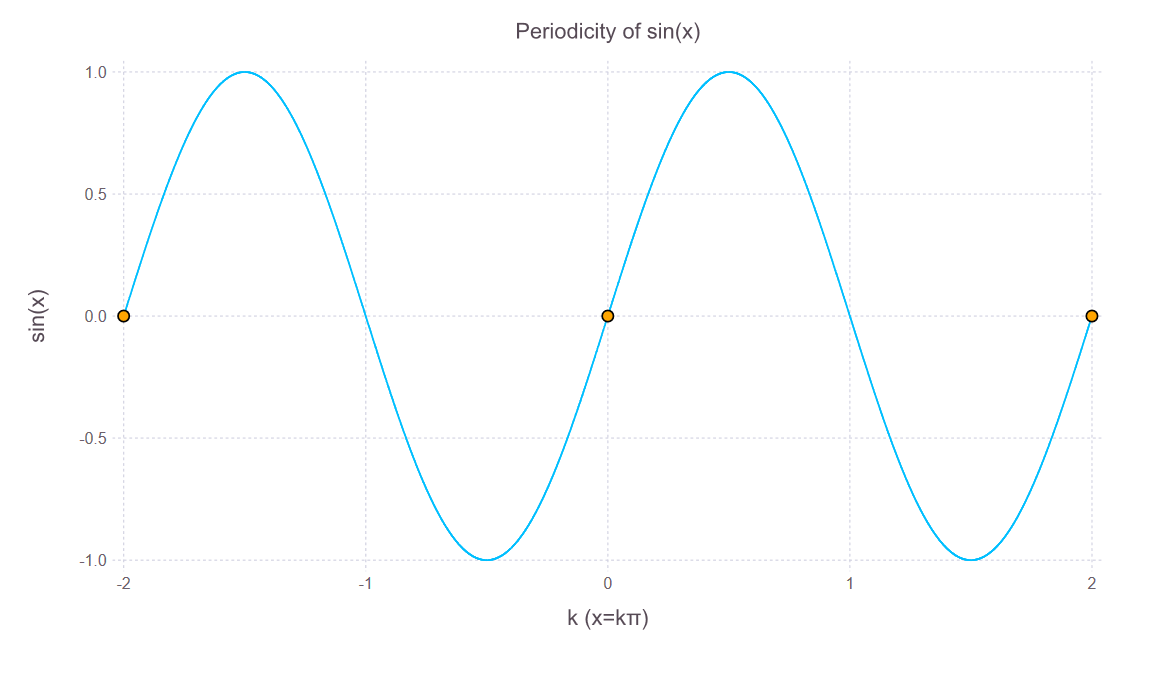 Periodicity of sin(x)
1.0
0.5
0.0
-0.5
-1.0
sin(x)
-2 -1 0 1 2
k (x=kπ)